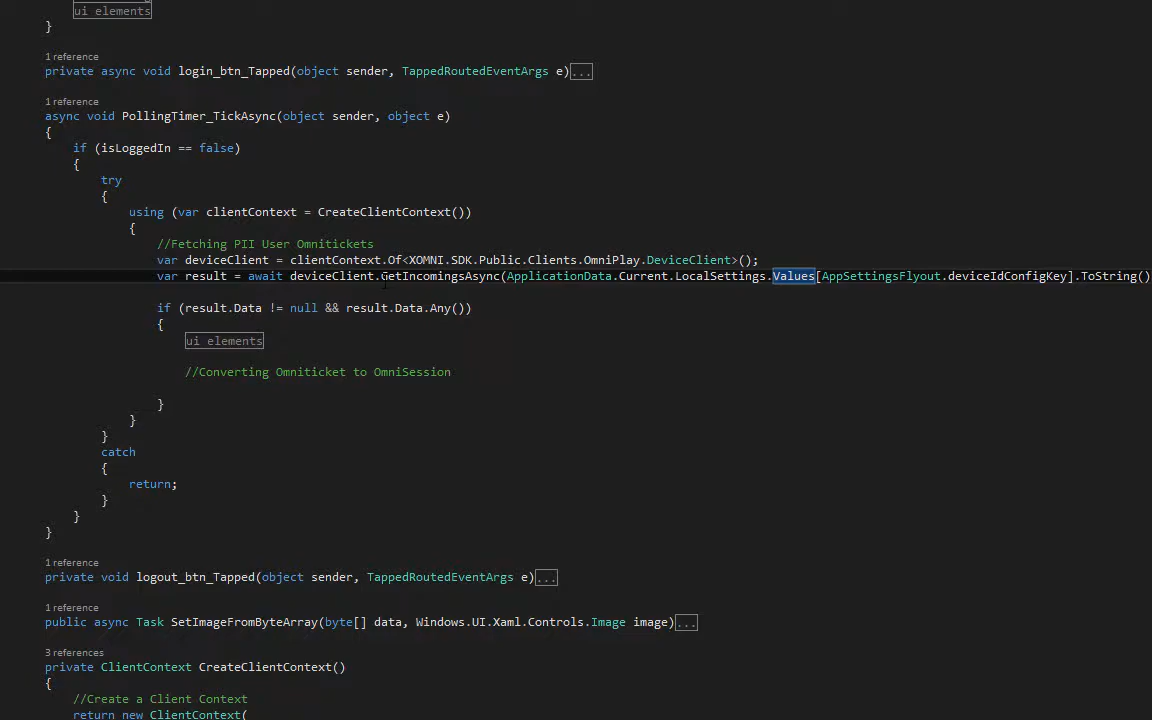 ui elements
}
1 reference
private async void login_btn_Tapped(object sender, TappedRoutedEventArgs e)...
1 reference
async void PollingTimer_TickAsync(object sender, object e)
{
if (isLoggedIn == false)
{
try
{
using (var clientContext = CreateClientContext())
{
//Fetching PII User Omnitickets
var deviceClient = clientContext.Of<XOMNI.SDK.Public.Clients.OmniPlay.DeviceClient>();
var result = await deviceClient.GetIncomingsAsync(ApplicationData.Current.LocalSettings.Values[AppSettingsFlyout.deviceIdConfigKey].ToString()
if (result.Data != null && result.Data.Any())
{
ui elements
//Converting Omniticket to OmniSession
}
}
}
catch
{
return;
}
}
}
1 reference
private void logout_btn_Tapped(object sender, TappedRoutedEventArgs e)...
1 reference
public async Task SetImageFromByteArray(byte[] data, Windows.UI.Xaml.Controls.Image image)...
3 references
private ClientContext CreateClientContext()
{
//Create a Client Context
return new ClientContext(